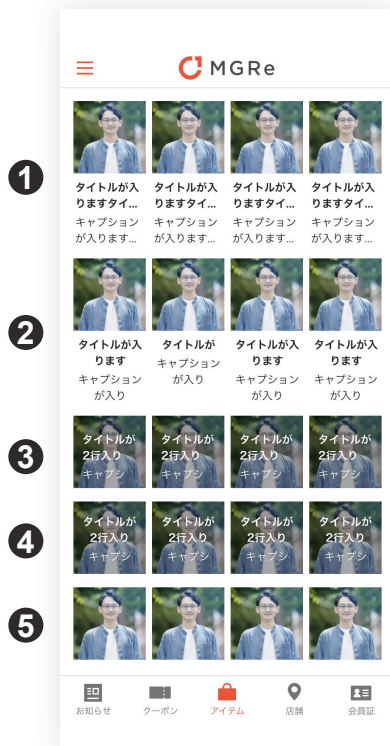 MGRe
1
タイトルが入 タイトルが入 タイトルが入 タイトルが入
りますタイ... りますタイ... りますタイ... りますタイ...
キャプション キャプション キャプション キャプション
が入ります... が入ります... が入ります... が入ります...
2
タイトルが入 タイトルが タイトルが入 タイトルが入
ります キャプション ります ります
キャプション が入り キャプション キャプション
が入り が入り が入り
3
タイトルが タイトルが タイトルが タイトルが
2行入り 2行入り 2行入り 2行入り
キャプシ キャプシ キャプシ キャプシ
4
タイトルが タイトルが タイトルが タイトルが
2行入り 2行入り 2行入り 2行入り
キャプシ キャプシ キャプシ キャプシ
5
お知らせ クーポン アイテム 店舗 会員証